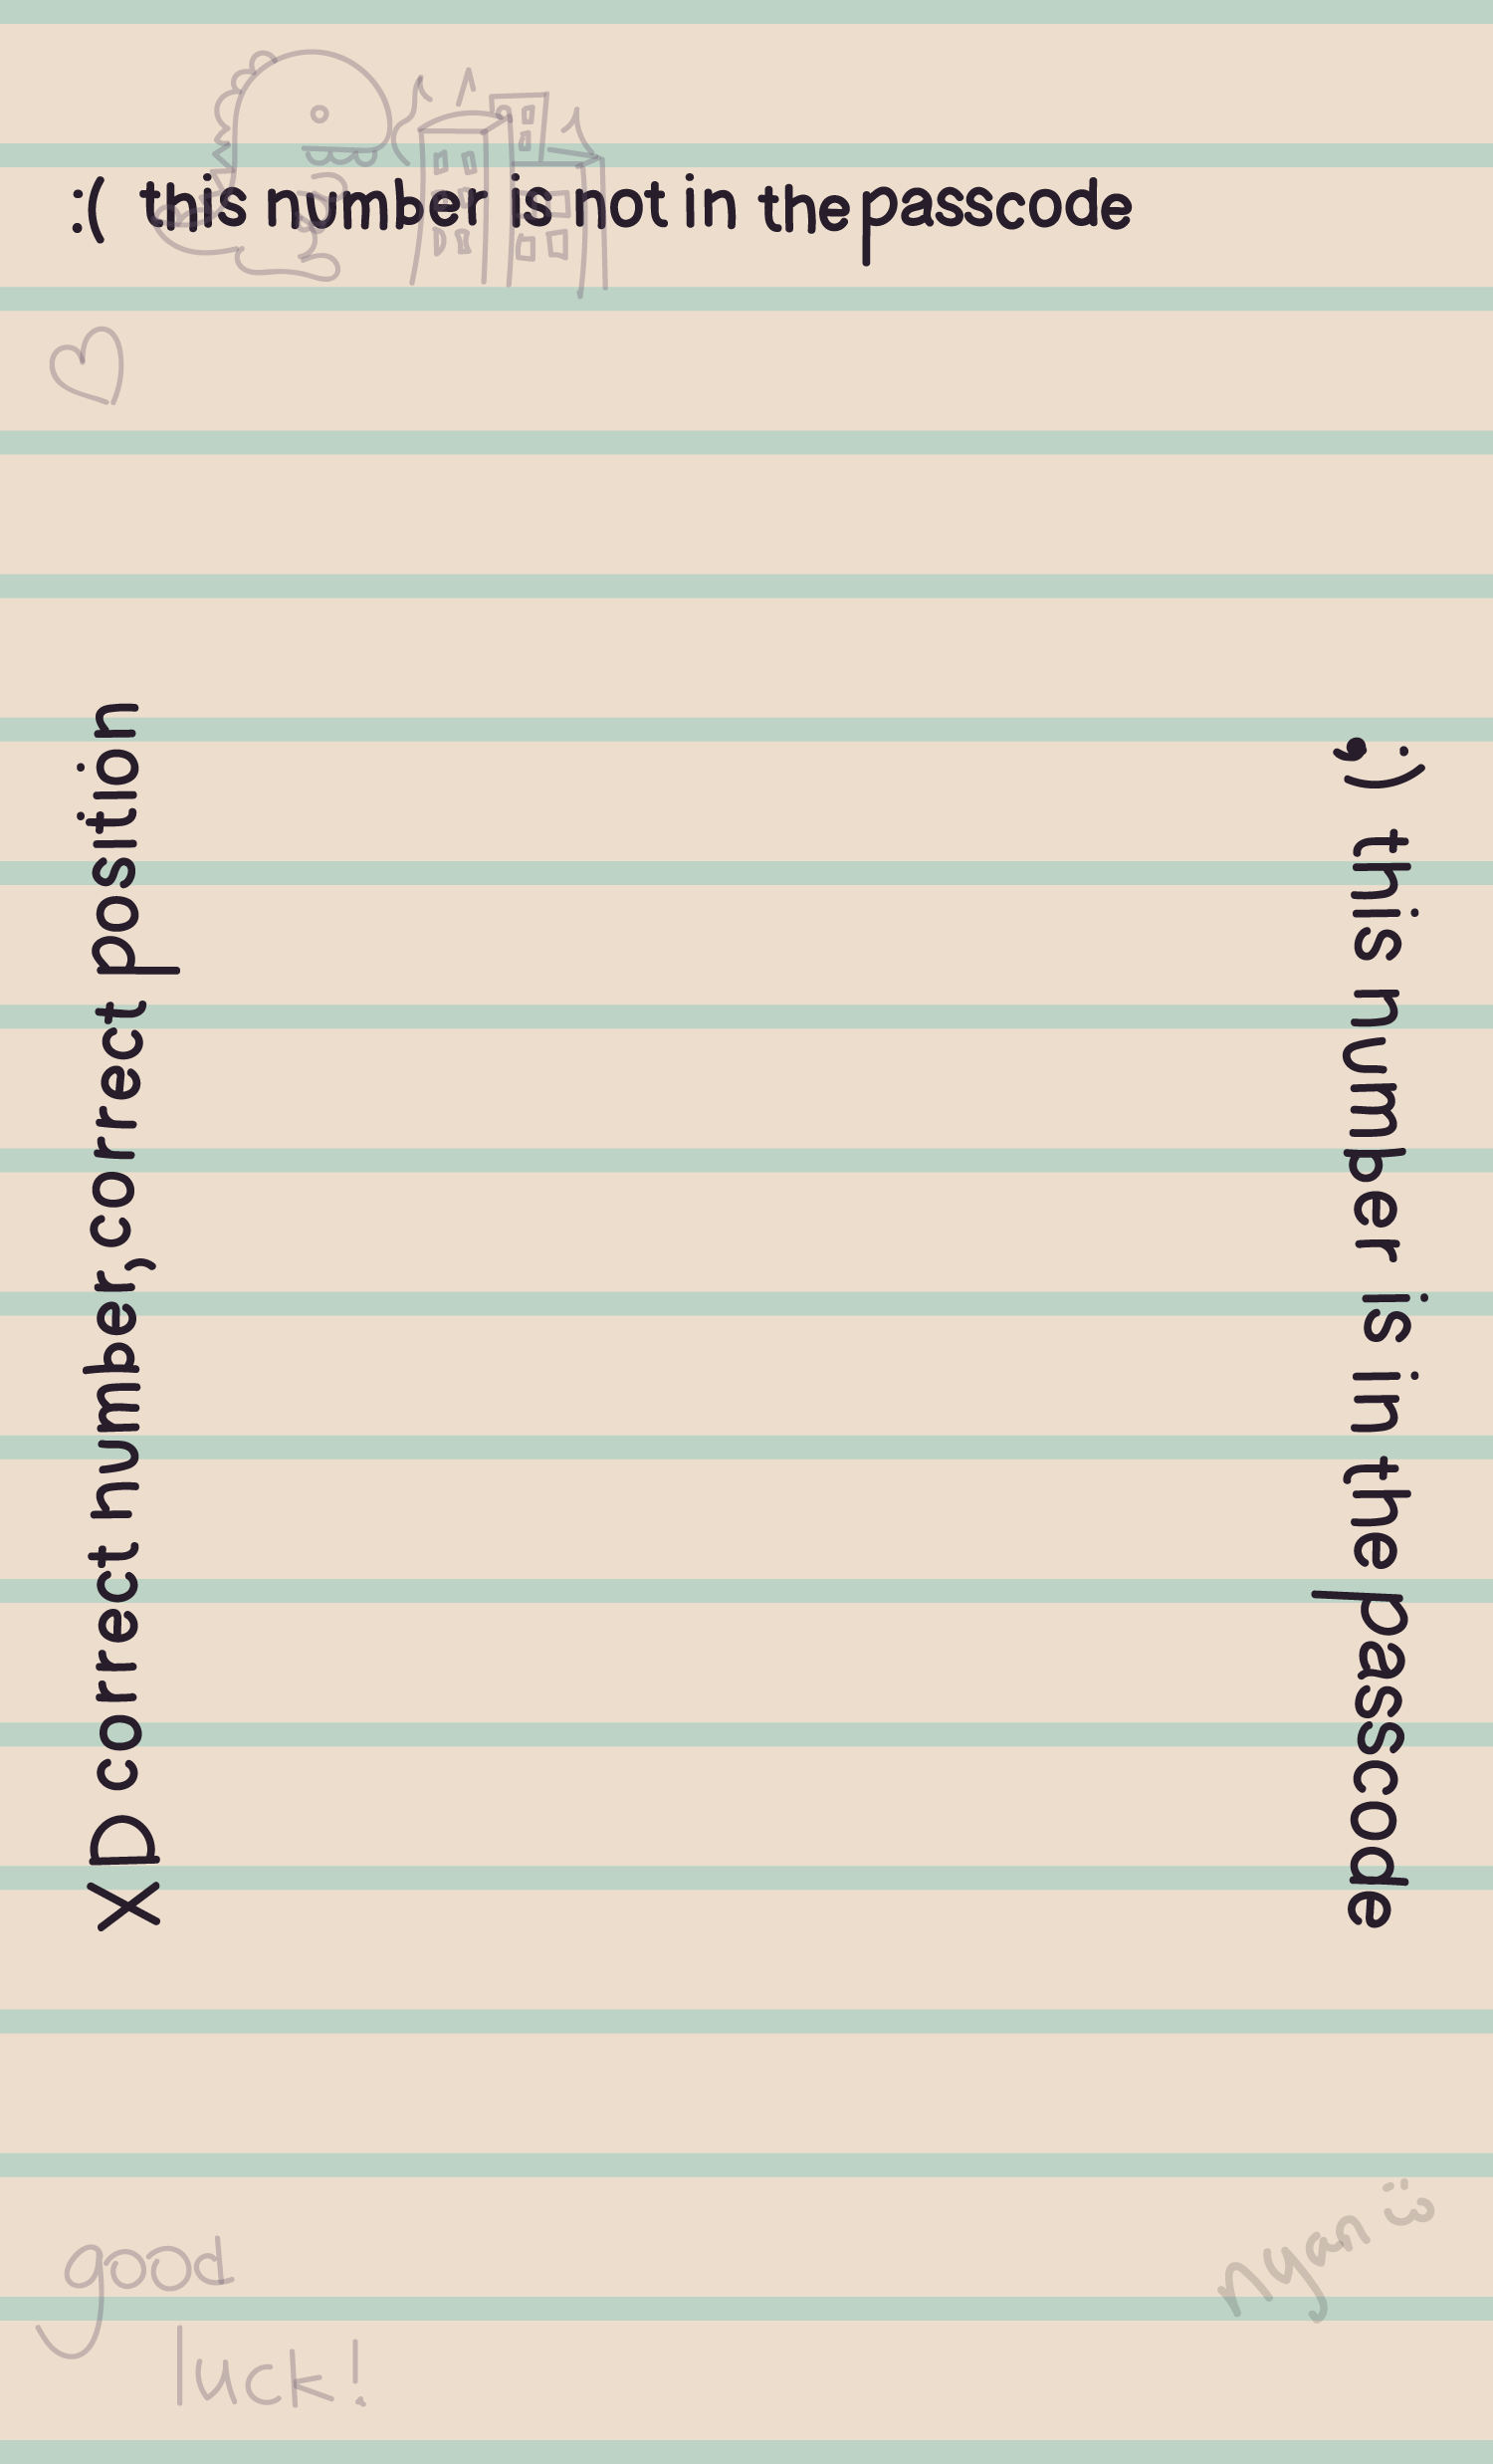 :( this number is not in the passcode
XD correct number, correct position
;) this number is in the passcode
nyan :3
good
luck!